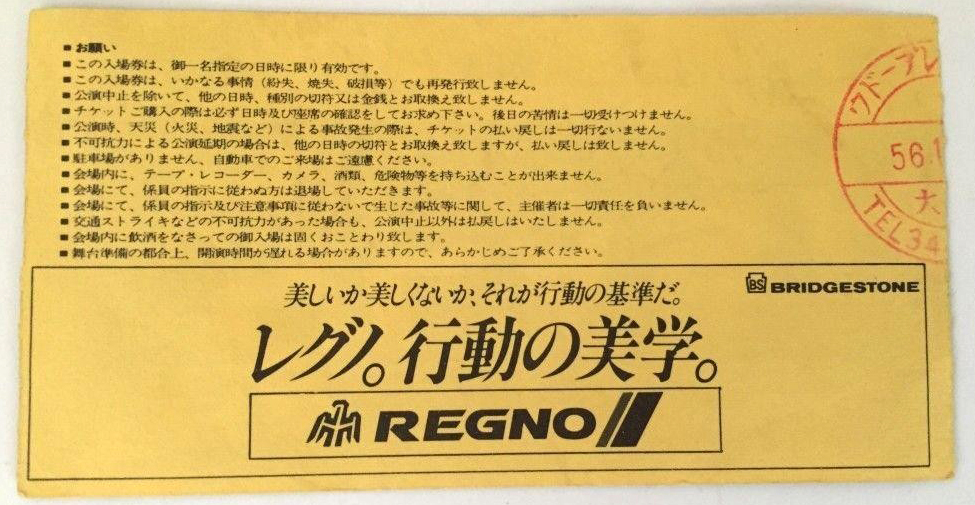 ■ お願い
■ この入場券は、御一名指定の日時に限り有効です。
■ この入場券は、いかなる事情（紛失、焼失、破損等）でも再発行致しません。
■ 公演中止を除いて、他の日時、種別の切符又は金銭とお取換え致しません。
■ チケットご購入の際は必ず日時及び座席の確認をしてお求め下さい。後日の苦情は一切受けつけません。
■ 公演時、天災（火災、地震など）による事故発生の際は、チケットの払い戻しは一切行ないません。
■ 不可抗力による公演延期の場合は、他の日時の切符とお取換え致しますが、払い戻しは致しません。
■ 駐車場がありません、自動車でのご来場はご遠慮ください。
■ 会場内に、テープ・レコーダー、カメラ、酒類、危険物等を持ち込むことが出来ません。
■ 会場にて、係員の指示に従わぬ方は退場していただきます。
■ 会場にて、係員の指示及び注意事項に従わないで生じた事故等に関して、主催者は一切責任を負いません。
■ 交通ストライキなどの不可抗力があった場合も、公演中止以外は払戻しはいたしません。
■ 会場内に飲酒をなさっての御入場は固くおことわり致します。
■ 舞台準備の都合上、開演時間が遅れる場合がありますので、あらかじめご了承ください。
ウドープレ
56.1
大
TEL34
美しいか美しくないか、それが行動の基準だ。
BS BRIDGESTONE
レグノ。行動の美学。
REGNO